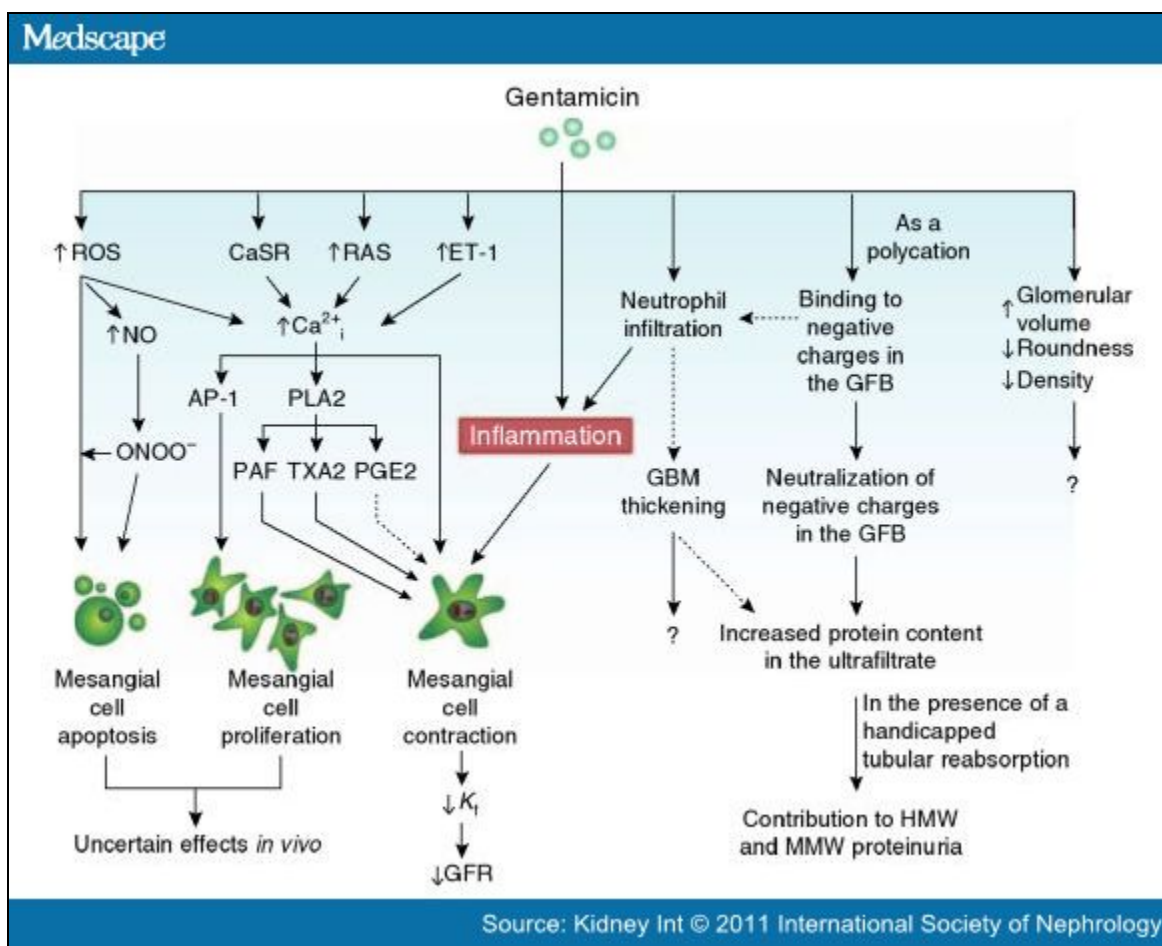 Medscape
Gentamicin
↑ROS
CaSR
↑RAS
↑ET-1
As a
polycation
↑NO
↑Ca²⁺ᵢ
Neutrophil
infiltration
Binding to
negative
charges in
the GFB
↑Glomerular
volume
↓Roundness
↓Density
AP-1
PLA2
ONOO⁻
PAF
TXA2
PGE2
Inflammation
GBM
thickening
Neutralization of
negative charges
in the GFB
?
?
Increased protein content
in the ultrafiltrate
Mesangial
cell
apoptosis
Mesangial
cell
proliferation
Mesangial
cell
contraction
In the presence of a
handicapped
tubular reabsorption
↓Kf
Uncertain effects in vivo
↓GFR
Contribution to HMW
and MMW proteinuria
Source: Kidney Int © 2011 International Society of Nephrology